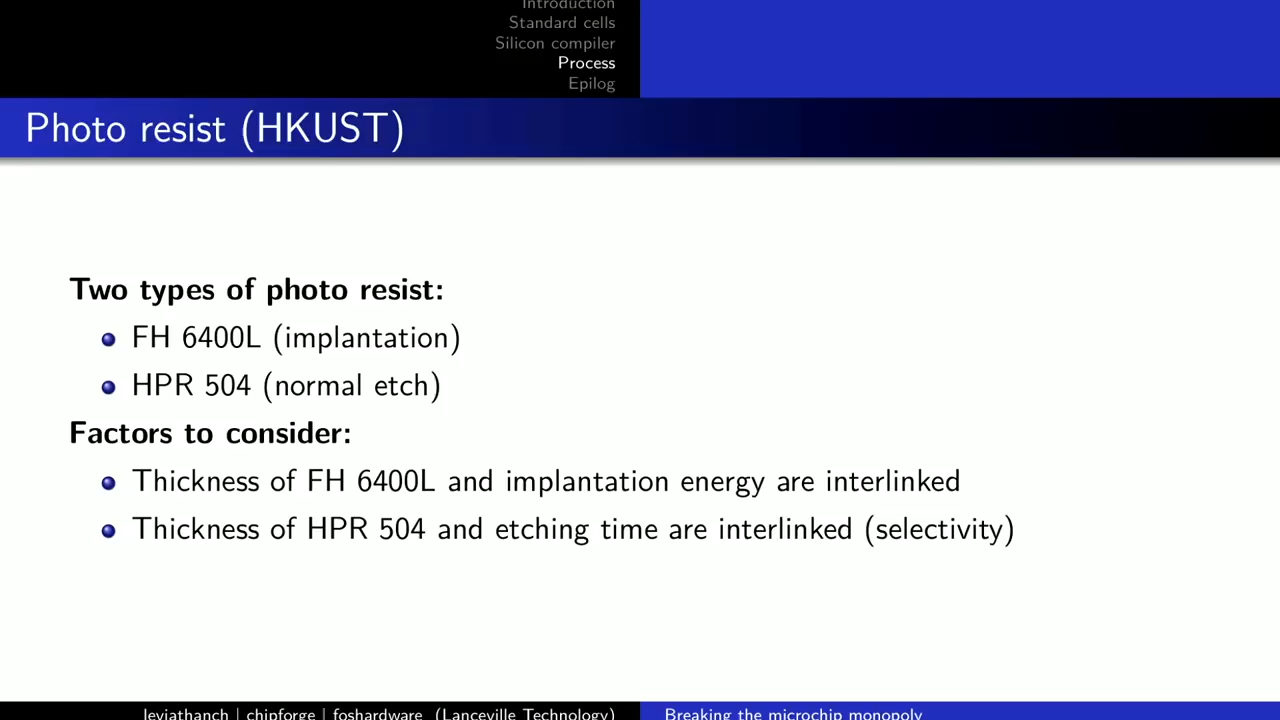 Introduction
Standard cells
Silicon compiler
Process
Epilog
Photo resist (HKUST)
Two types of photo resist:
FH 6400L (implantation)
HPR 504 (normal etch)
Factors to consider:
Thickness of FH 6400L and implantation energy are interlinked
Thickness of HPR 504 and etching time are interlinked (selectivity)
leviathanch | chipforge | foshardware (Lanceville Technology)
Breaking the microchip monopoly